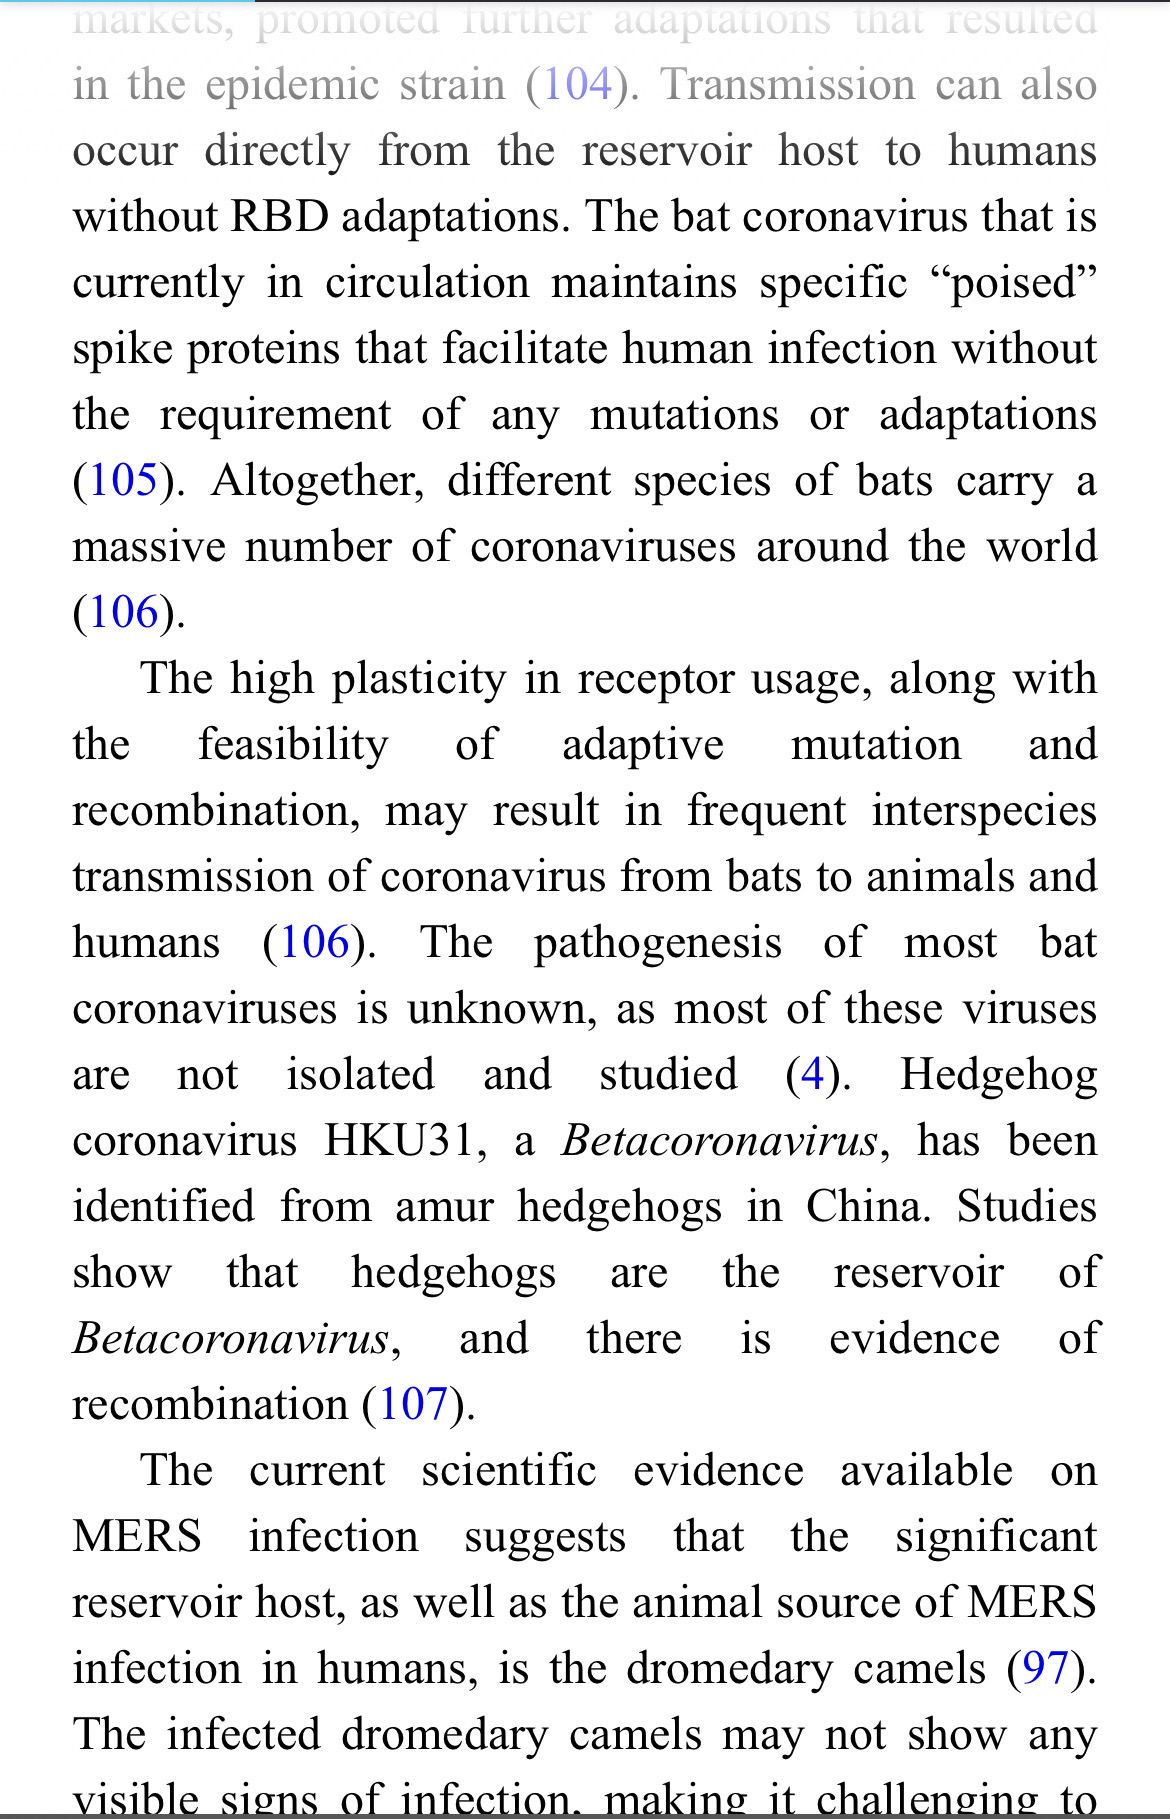 markets, promoted further adaptations that resulted
in the epidemic strain (104). Transmission can also
occur directly from the reservoir host to humans
without RBD adaptations. The bat coronavirus that is
currently in circulation maintains specific “poised”
spike proteins that facilitate human infection without
the requirement of any mutations or adaptations
(105). Altogether, different species of bats carry a
massive number of coronaviruses around the world
(106).
The high plasticity in receptor usage, along with
the feasibility of adaptive mutation and
recombination, may result in frequent interspecies
transmission of coronavirus from bats to animals and
humans (106). The pathogenesis of most bat
coronaviruses is unknown, as most of these viruses
are not isolated and studied (4). Hedgehog
coronavirus HKU31, a Betacoronavirus, has been
identified from amur hedgehogs in China. Studies
show that hedgehogs are the reservoir of
Betacoronavirus, and there is evidence of
recombination (107).
The current scientific evidence available on
MERS infection suggests that the significant
reservoir host, as well as the animal source of MERS
infection in humans, is the dromedary camels (97).
The infected dromedary camels may not show any
visible signs of infection, making it challenging to